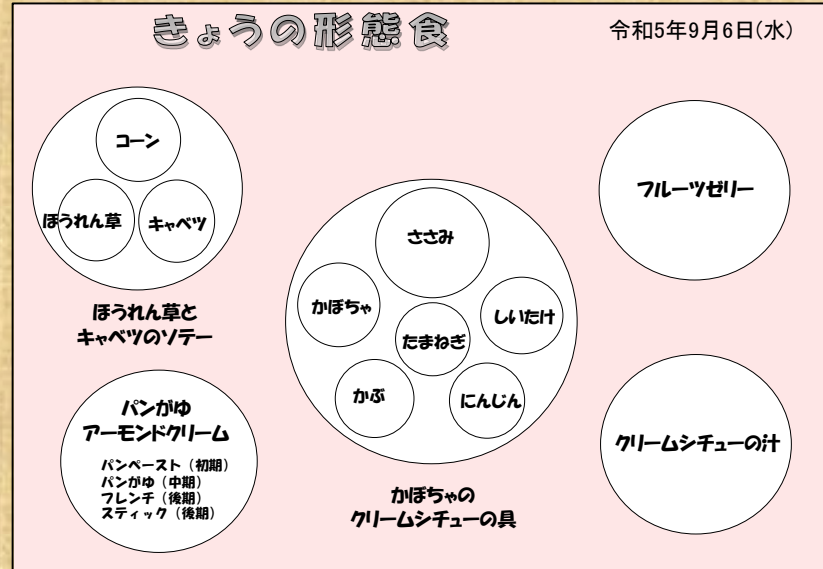 きょうの形態食
令和5年9月6日(水)
コーン
ほうれん草
キャベツ
ほうれん草と
キャベツのソテー
パンがゆ
アーモンドクリーム
パンペースト（初期）
パンがゆ（中期）
フレンチ（後期）
スティック（後期）
ささみ
かぼちゃ
しいたけ
たまねぎ
かぶ
にんじん
かぼちゃの
クリームシチューの具
フルーツゼリー
クリームシチューの汁